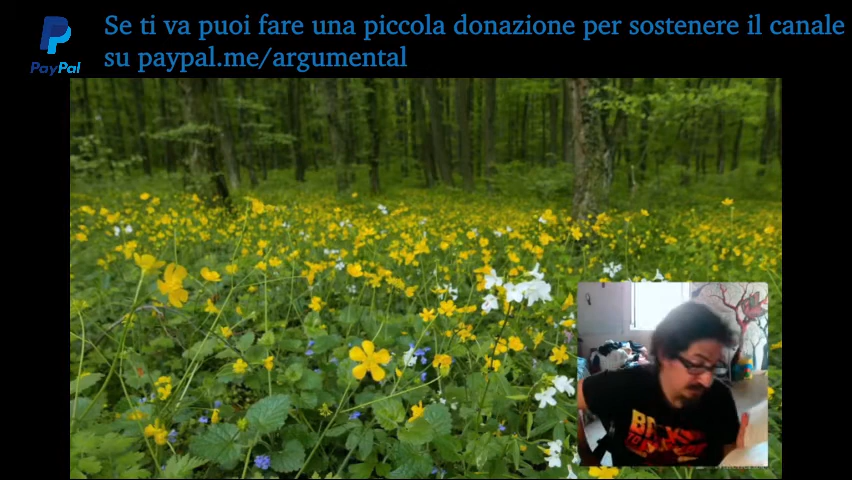 Se ti va puoi fare una piccola donazione per sostenere il canale
su paypal.me/argumental
PayPal